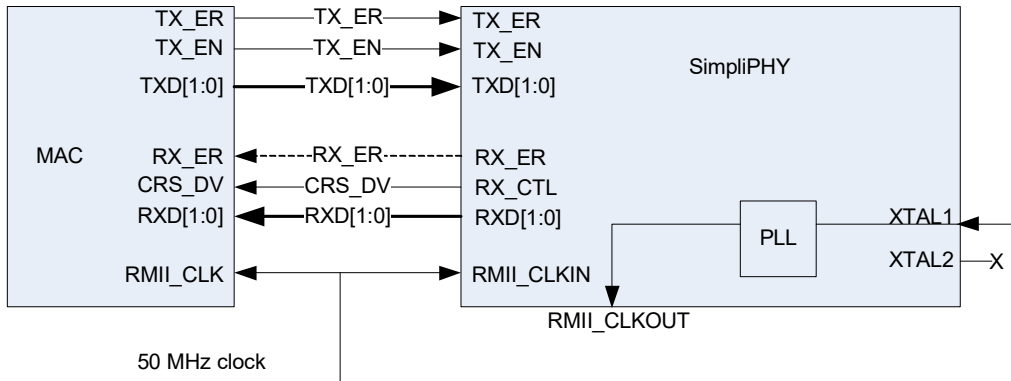 TX_ER TX_ER TX_ER
TX_EN TX_EN TX_EN
SimpliPHY
TXD[1:0] TXD[1:0] TXD[1:0]
MAC RX_ER RX_ER RX_ER
CRS_DV CRS_DV RX_CTL
RXD[1:0] RXD[1:0] RXD[1:0]
XTAL1
PLL
XTAL2 X
RMII_CLK RMII_CLKIN
RMII_CLKOUT
50 MHz clock